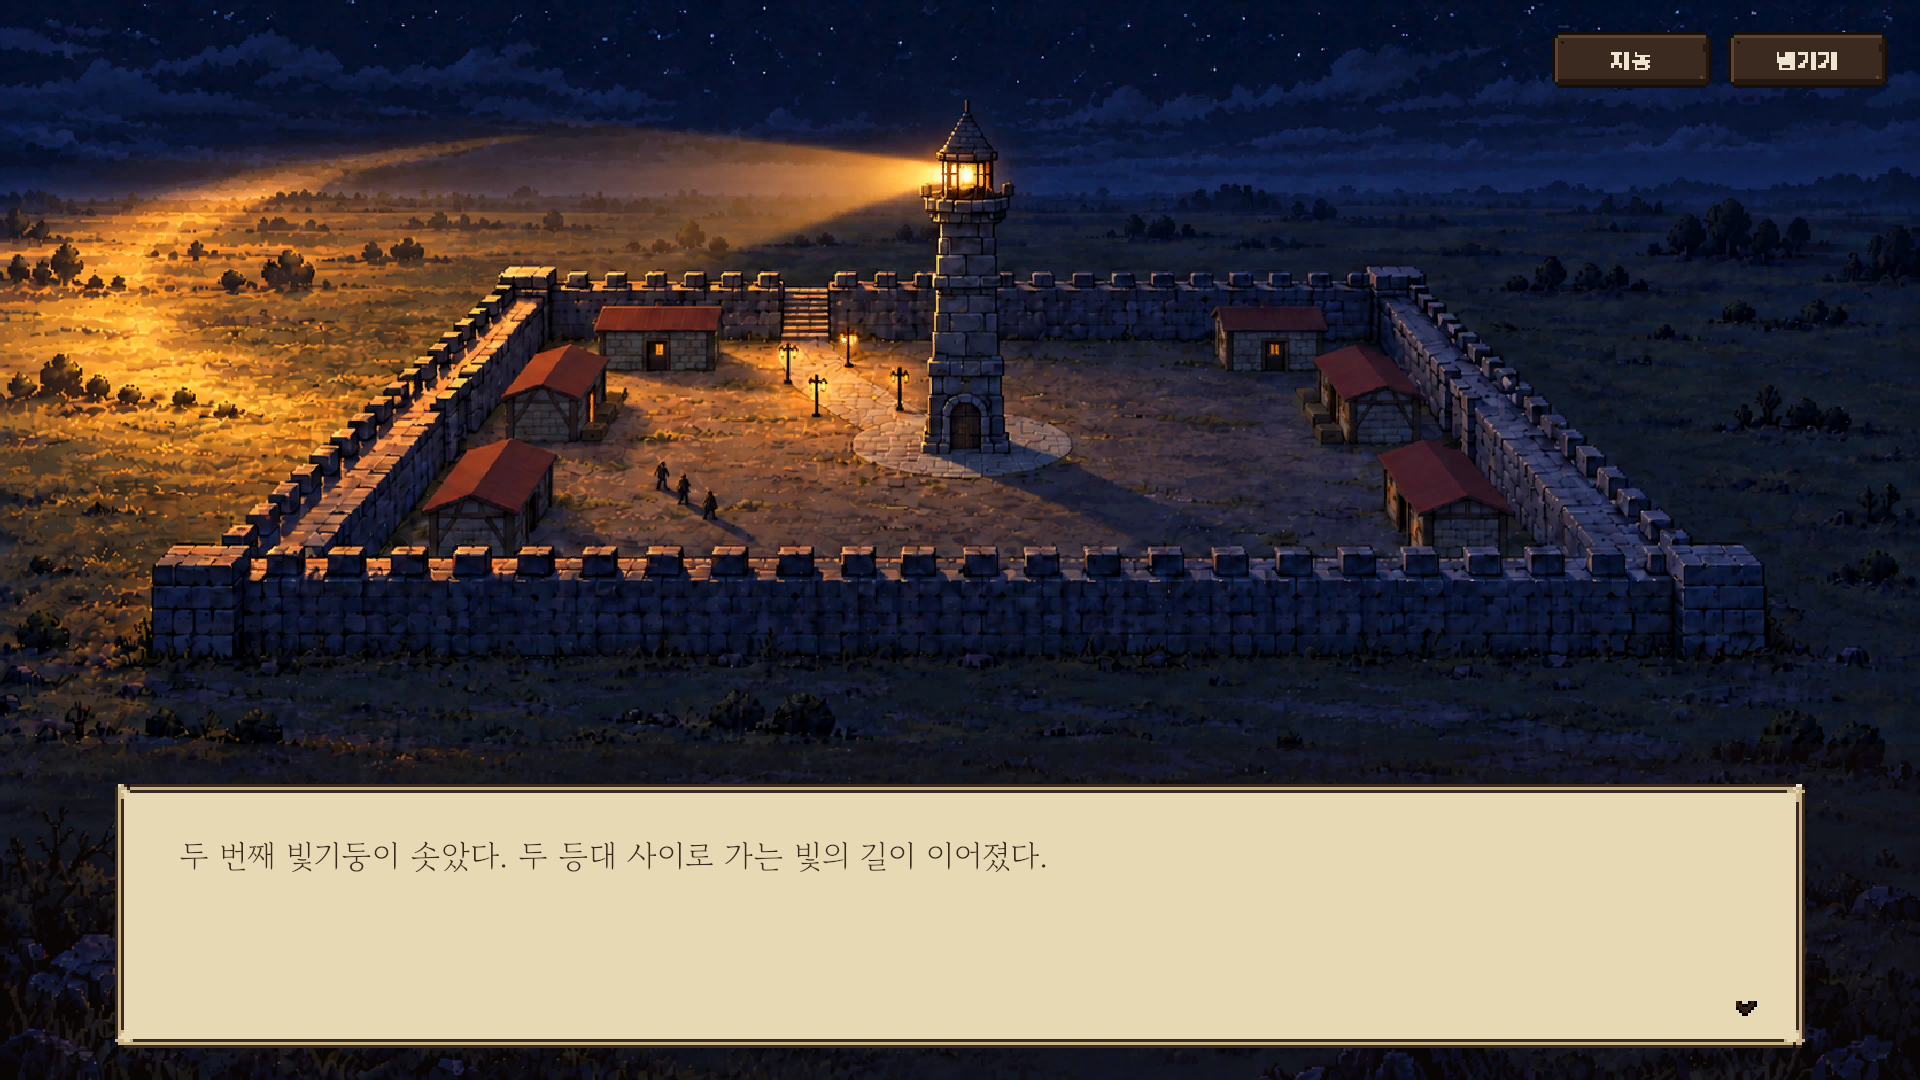 자동
넘기기
두 번째 빛기둥이 솟았다. 두 등대 사이로 가는 빛의 길이 이어졌다.